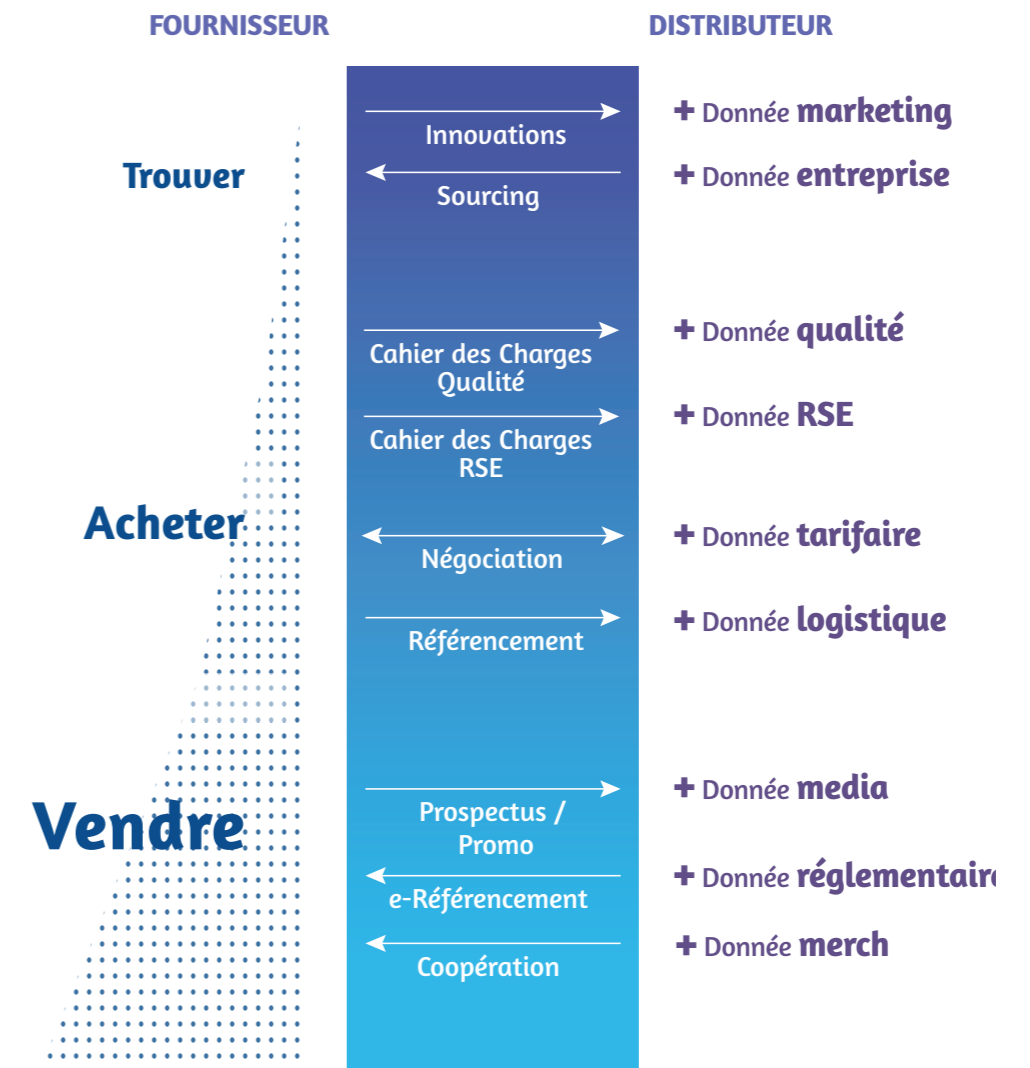 FOURNISSEUR
DISTRIBUTEUR
Innovations
+ Donnée marketing
Trouver
Sourcing
+ Donnée entreprise
Cahier des Charges
Qualité
+ Donnée qualité
Cahier des Charges
RSE
+ Donnée RSE
Acheter
Négociation
+ Donnée tarifaire
Référencement
+ Donnée logistique
Vendre
Prospectus /
Promo
+ Donnée media
e-Référencement
+ Donnée réglementaire
Coopération
+ Donnée merch